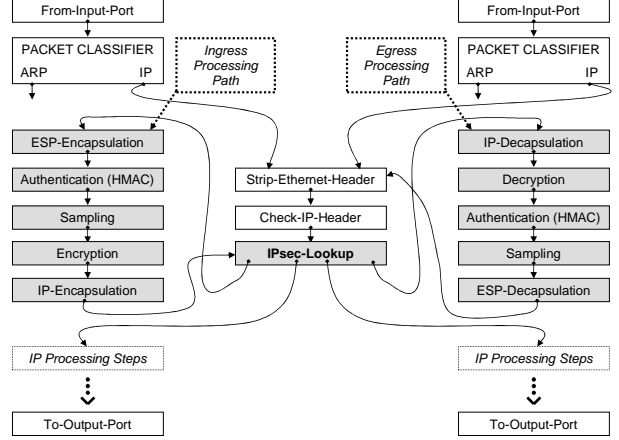 From-Input-Port
PACKET CLASSIFIER
ARP IP
Ingress
Processing
Path
Egress
Processing
Path
From-Input-Port
PACKET CLASSIFIER
ARP IP
ESP-Encapsulation
Authentication (HMAC)
Sampling
Encryption
IP-Encapsulation
Strip-Ethernet-Header
Check-IP-Header
IPsec-Lookup
IP-Decapsulation
Decryption
Authentication (HMAC)
Sampling
ESP-Decapsulation
IP Processing Steps
To-Output-Port
IP Processing Steps
To-Output-Port